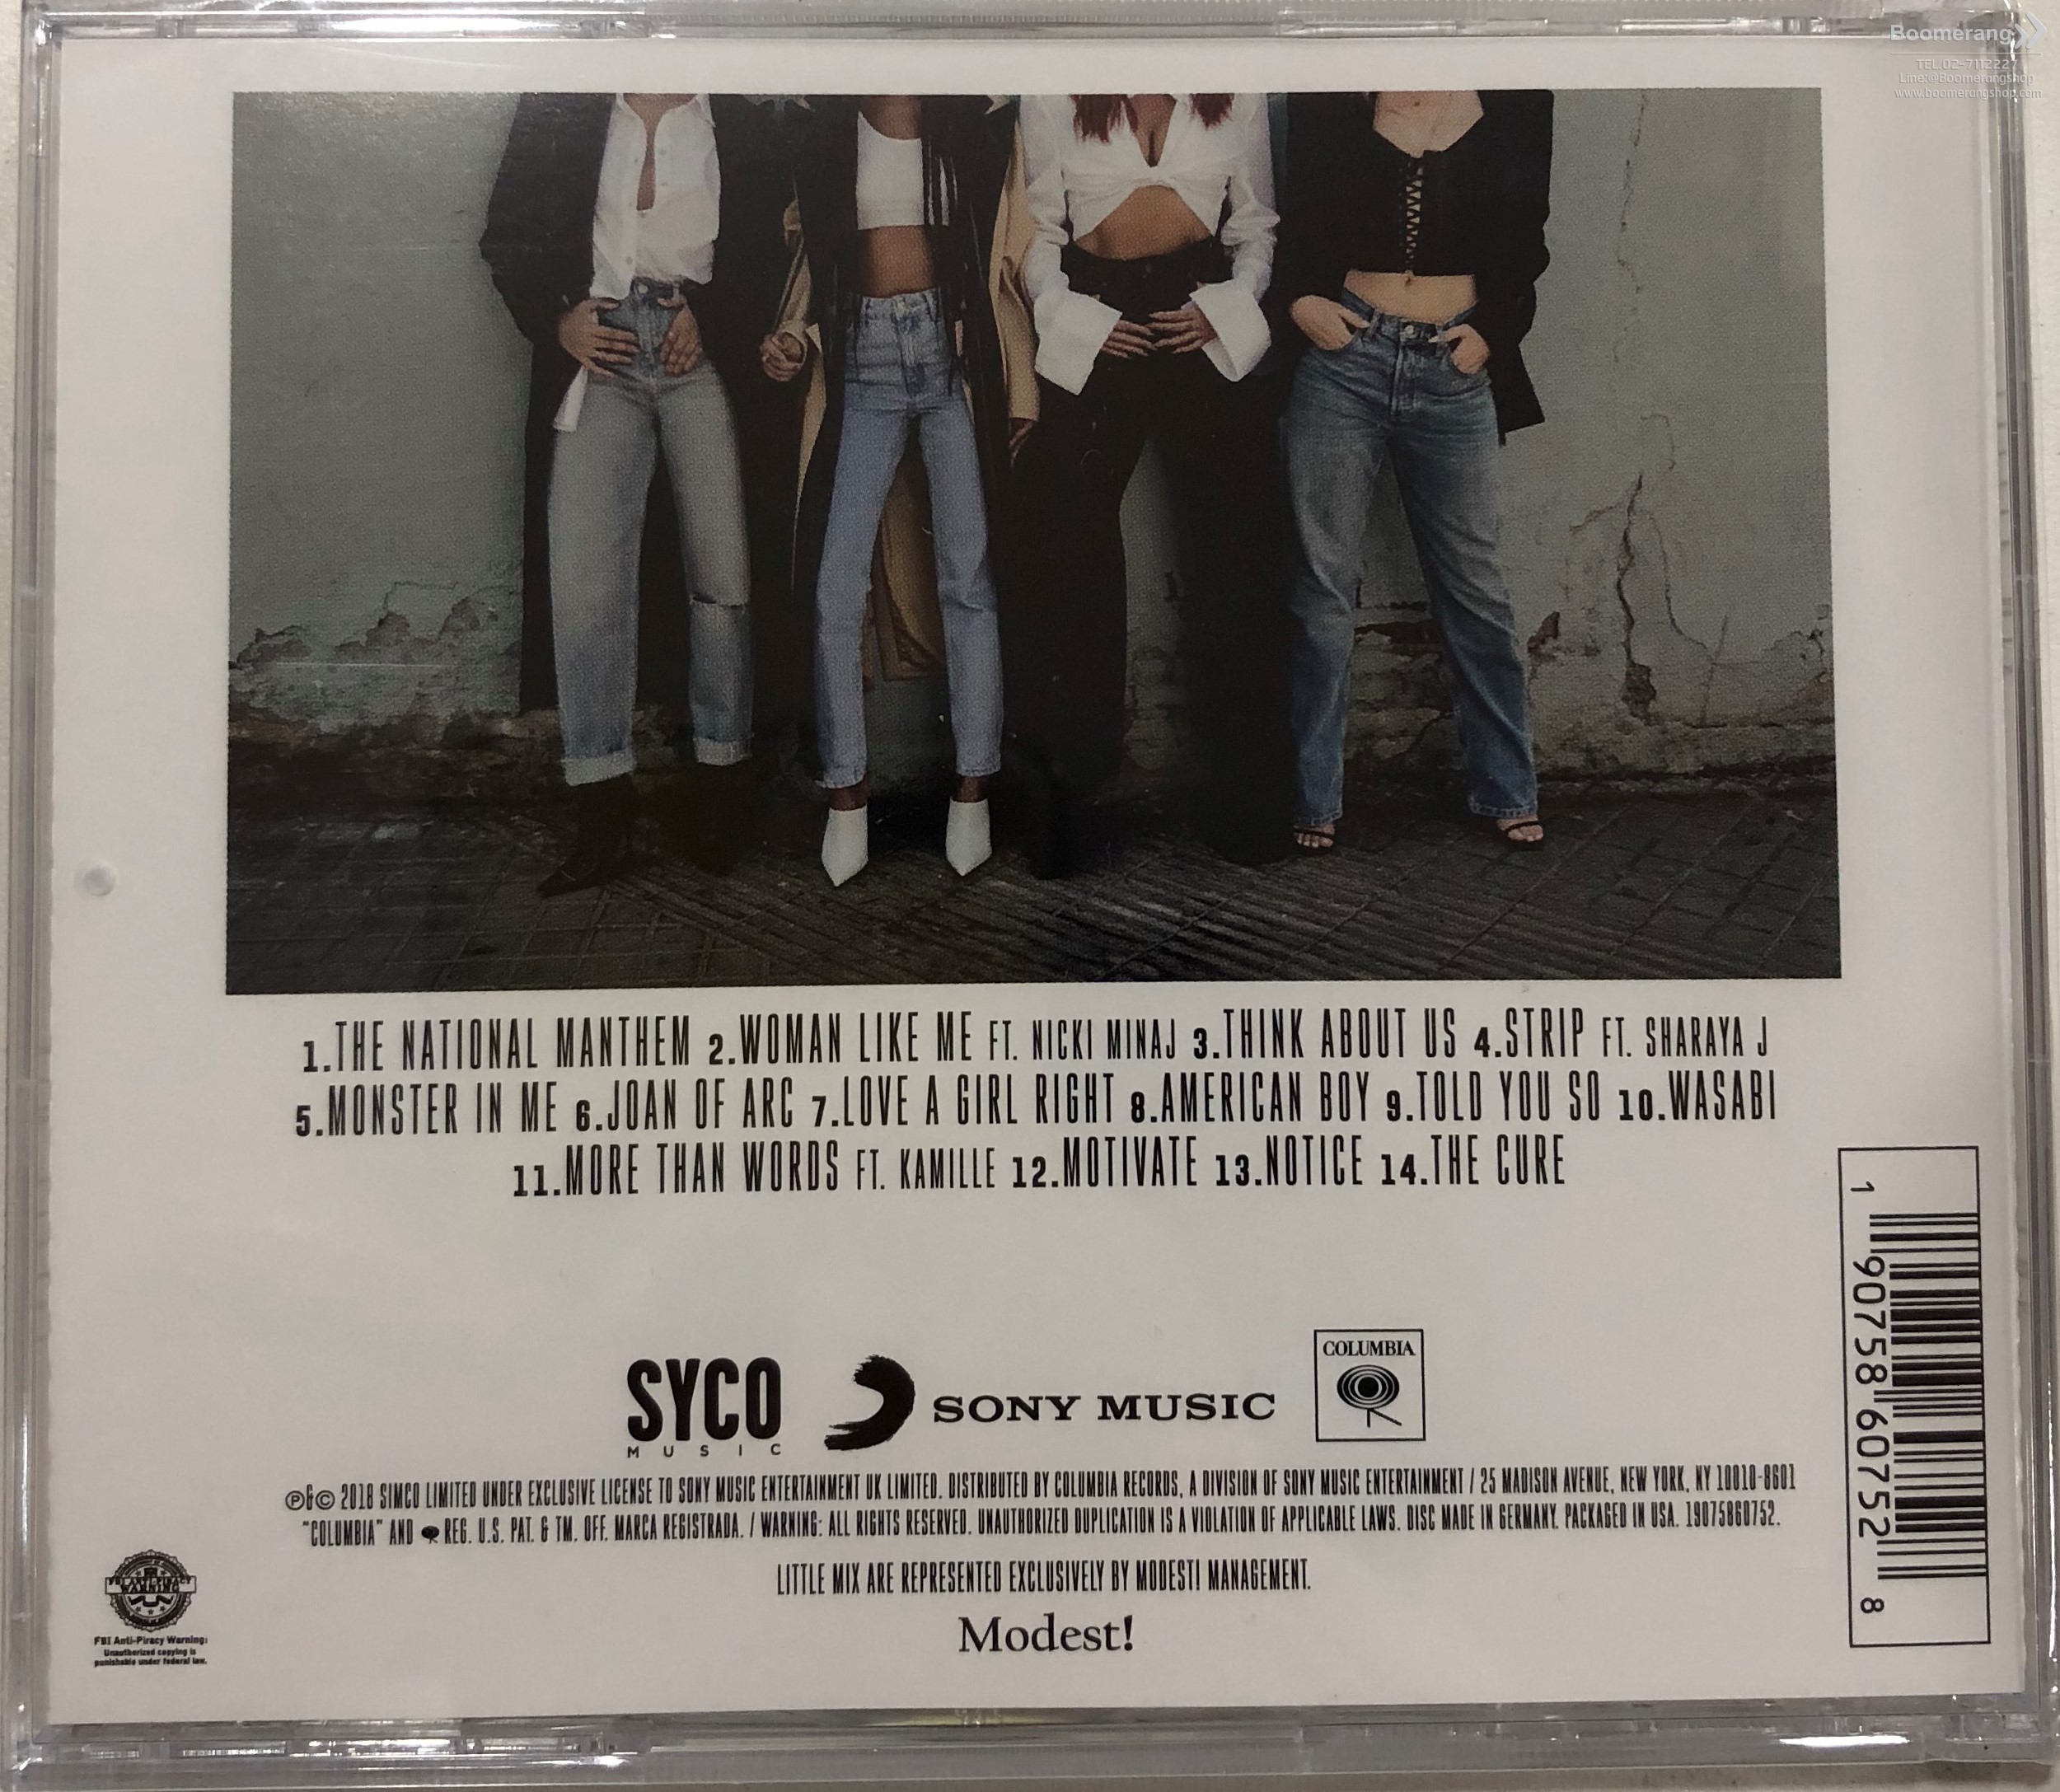 Boomerang
TEL.02-7112227
Line:@Boomerangshop
www.boomerangshop.com
1.THE NATIONAL MANTHEM 2.WOMAN LIKE ME FT. NICKI MINAJ 3.THINK ABOUT US 4.STRIP FT. SHARAYA J
5.MONSTER IN ME 6.JOAN OF ARC 7.LOVE A GIRL RIGHT 8.AMERICAN BOY 9.TOLD YOU SO 10.WASABI
11.MORE THAN WORDS FT. KAMILLE 12.MOTIVATE 13.NOTICE 14.THE CURE
1 90758 60752 8
SYCO
MUSIC
SONY MUSIC
COLUMBIA
℗&© 2018 SIMCO LIMITED UNDER EXCLUSIVE LICENSE TO SONY MUSIC ENTERTAINMENT UK LIMITED. DISTRIBUTED BY COLUMBIA RECORDS, A DIVISION OF SONY MUSIC ENTERTAINMENT / 25 MADISON AVENUE, NEW YORK, NY 10010-8601
"COLUMBIA" AND REG. U.S. PAT. & TM. OFF. MARCA REGISTRADA. / WARNING: ALL RIGHTS RESERVED. UNAUTHORIZED DUPLICATION IS A VIOLATION OF APPLICABLE LAWS. DISC MADE IN GERMANY. PACKAGED IN USA. 19075860752.
LITTLE MIX ARE REPRESENTED EXCLUSIVELY BY MODEST! MANAGEMENT.
Modest!
FBI ANTI-PIRACY
WARNING
FBI Anti-Piracy Warning:
Unauthorized copying is
punishable under federal law.